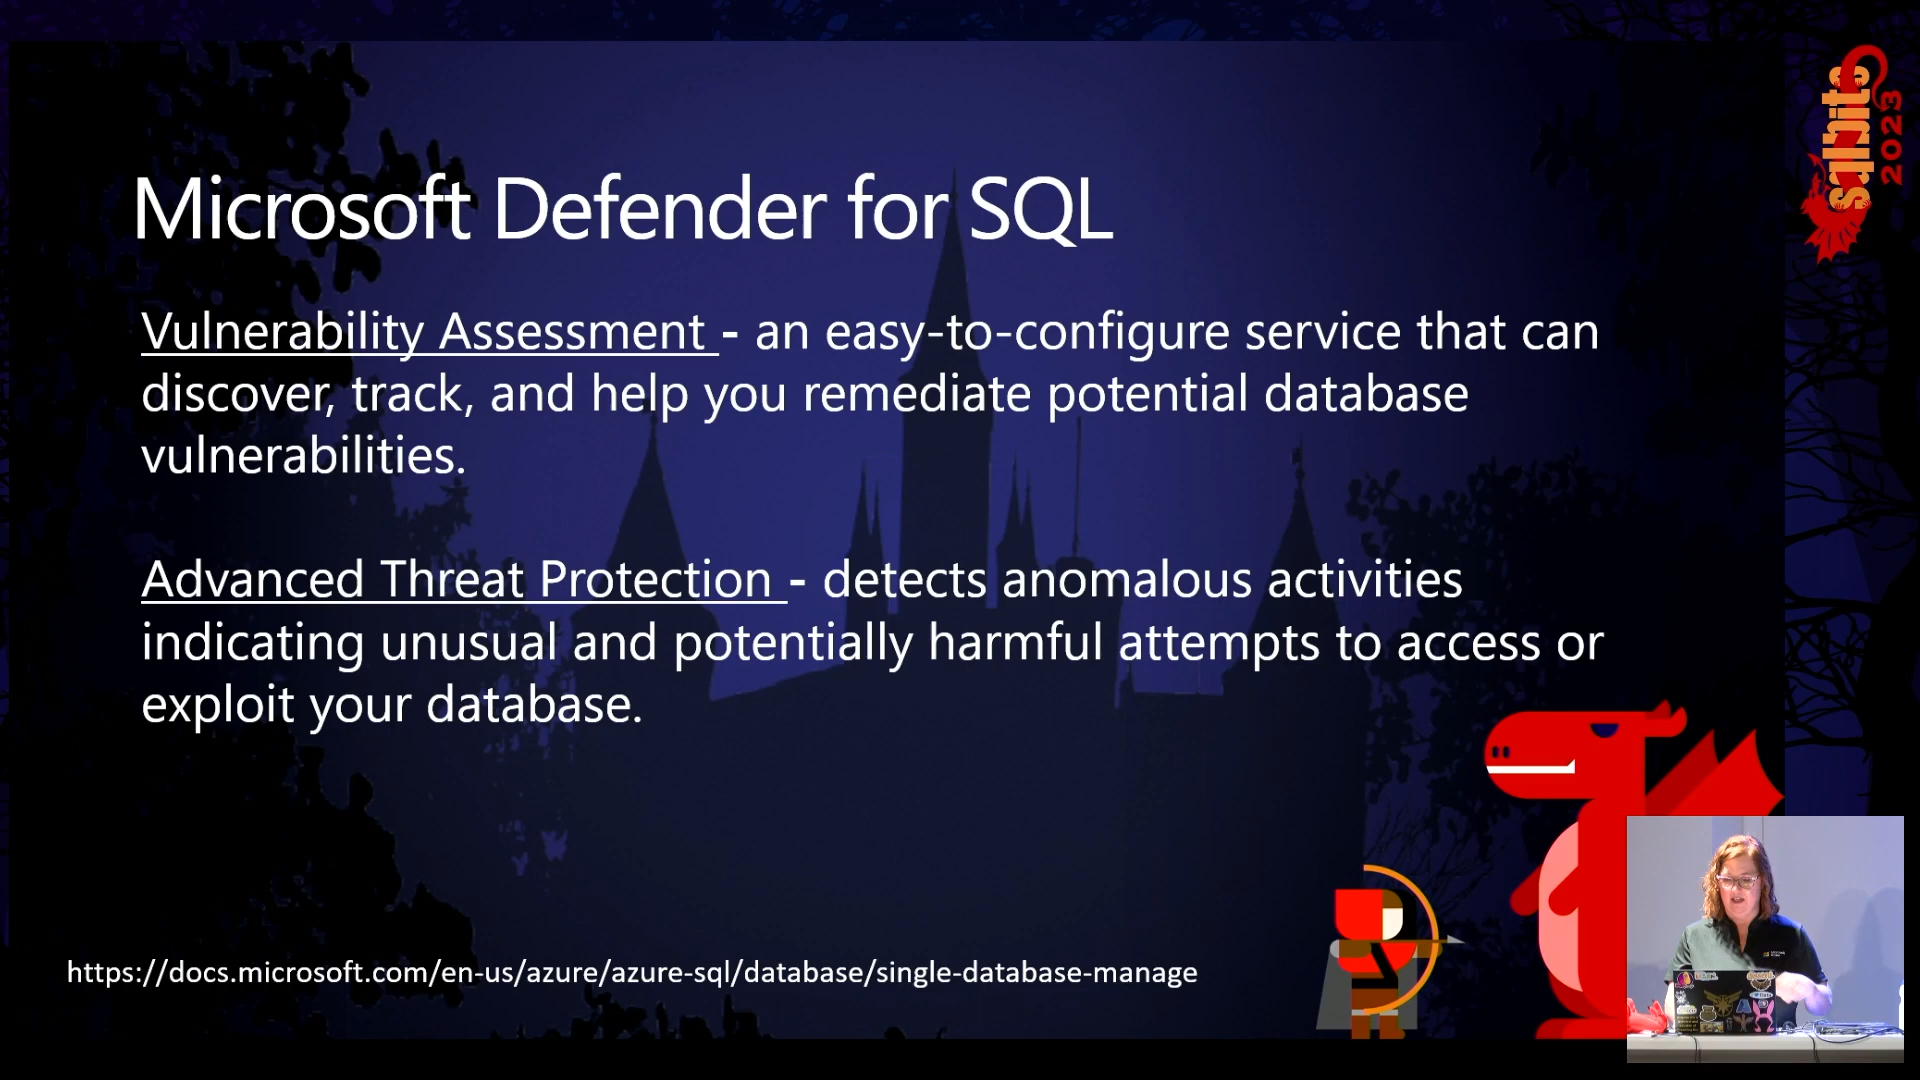 Microsoft Defender for SQL
Vulnerability Assessment - an easy-to-configure service that can
discover, track, and help you remediate potential database
vulnerabilities.
Advanced Threat Protection - detects anomalous activities
indicating unusual and potentially harmful attempts to access or
exploit your database.
https://docs.microsoft.com/en-us/azure/azure-sql/database/single-database-manage
sqlbits
2023